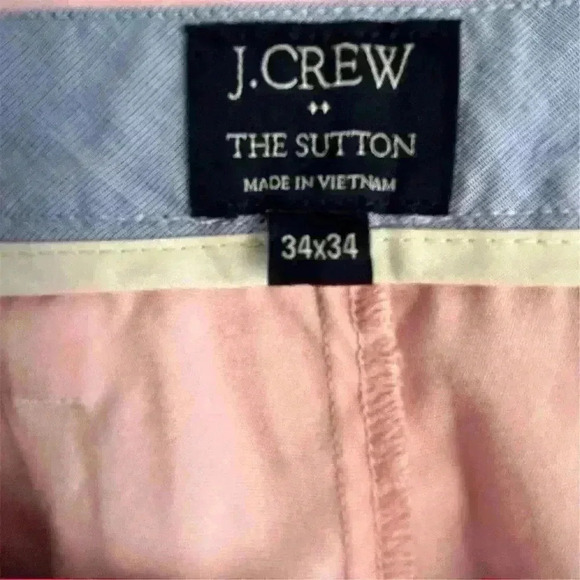 J.CREW
THE SUTTON
MADE IN VIETNAM
34x34